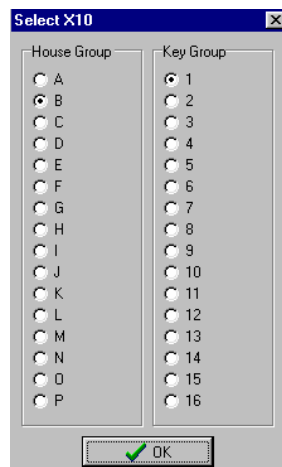 Select X10
House Group
A
B
C
D
E
F
G
H
I
J
K
L
M
N
O
P
Key Group
1
2
3
4
5
6
7
8
9
10
11
12
13
14
15
16
OK